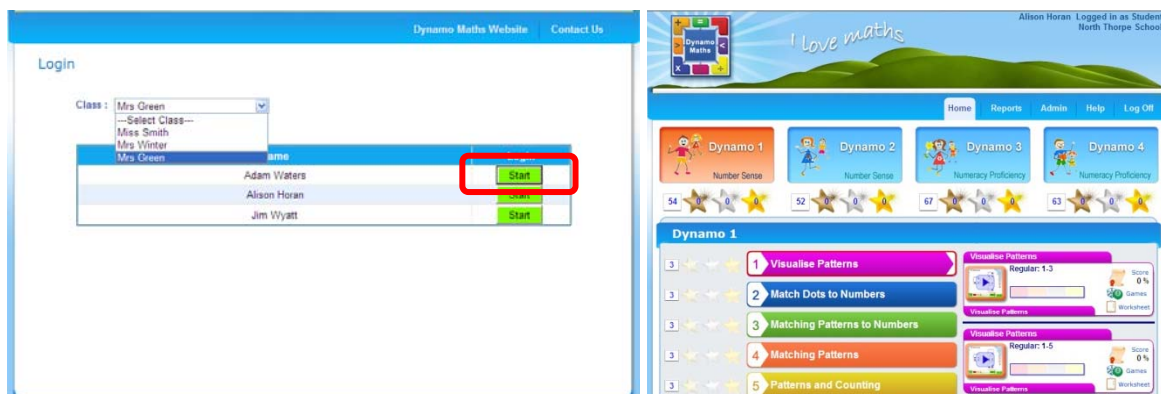 Dynamo Maths Website Contact Us
Login
Class : Mrs Green
---Select Class---
Miss Smith
Mrs Winter
Mrs Green
Adam Waters Start
Alison Horan Start
Jim Wyatt Start
Alison Horan Logged in as Student
North Thorpe School
Dynamo Maths
I love maths
Home Reports Admin Help Log Off
Dynamo 1 Dynamo 2 Dynamo 3 Dynamo 4
Number Sense Number Sense Numeracy Proficiency Numeracy Proficiency
54 0 0 0 52 0 0 0 67 0 0 0 63 0 0 0
Dynamo 1
3 1 Visualise Patterns
3 2 Match Dots to Numbers
3 3 Matching Patterns to Numbers
3 4 Matching Patterns
3 5 Patterns and Counting
Visualise Patterns
Regular: 1-3
Score
0 %
Games
Worksheet
Visualise Patterns
Visualise Patterns
Regular: 1-5
Score
0 %
Games
Worksheet
Visualise Patterns